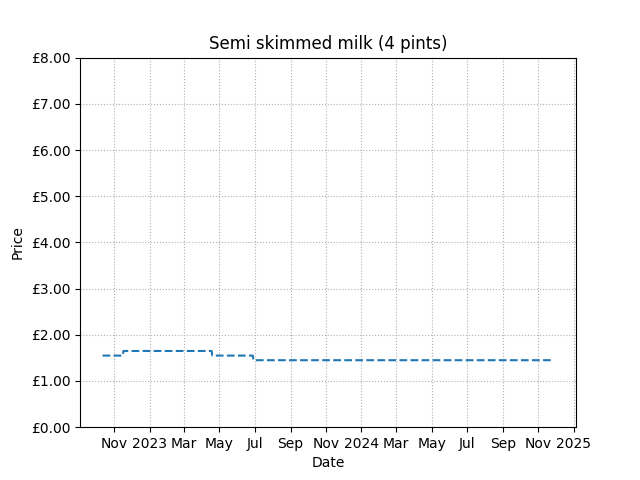 Semi skimmed milk (4 pints)
£8.00
£7.00
£6.00
£5.00
£4.00
£3.00
£2.00
£1.00
£0.00
Price
Nov 2023 Mar May Jul Sep Nov 2024 Mar May Jul Sep Nov 2025
Date